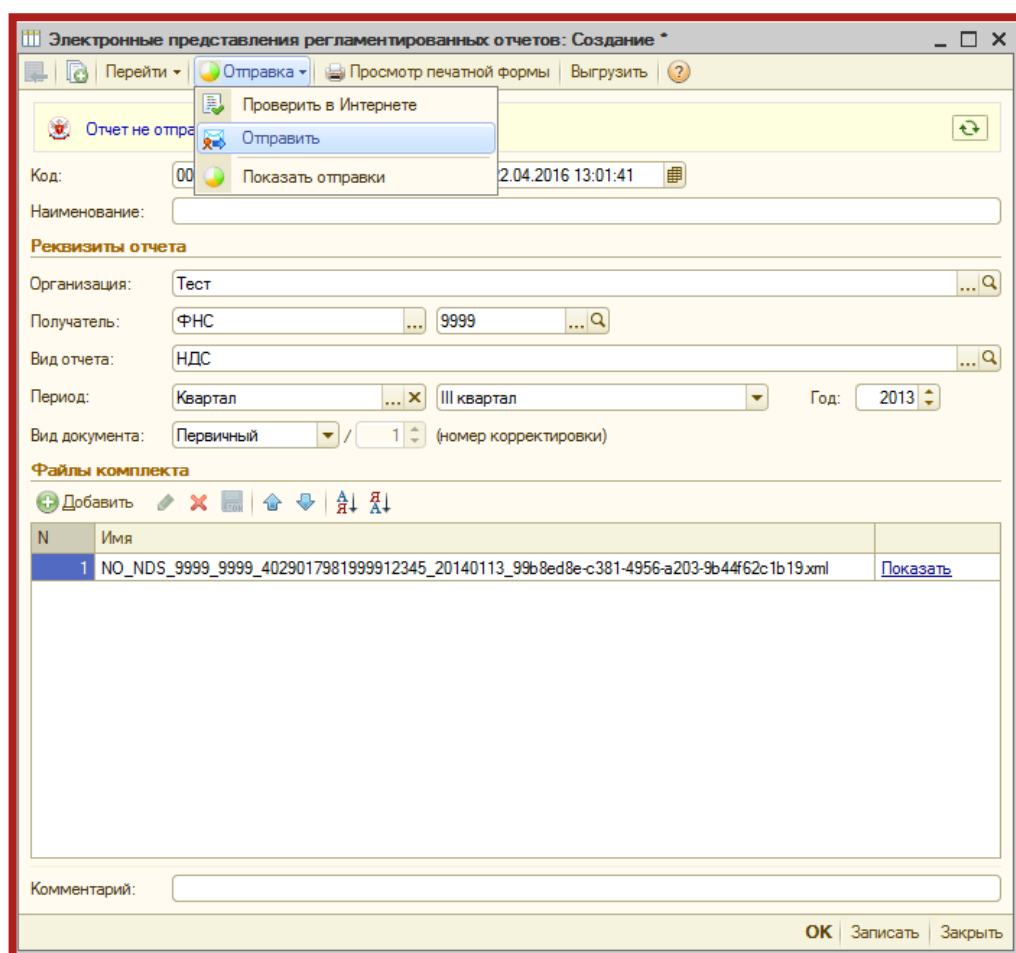 Электронные представления регламентированных отчетов: Создание *
Перейти Отправка Просмотр печатной формы Выгрузить ?
Проверить в Интернете
Отчет не
Отправить
Показать отправки
Код: 00 2.04.2016 13:01:41
Наименование:
Реквизиты отчета
Организация: Тест ...
Получатель: ФНС ... 9999 ...
Вид отчета: НДС ...
Период: Квартал ... III квартал Год: 2013
Вид документа: Первичный / 1 (номер корректировки)
Файлы комплекта
Добавить
N Имя
1 NO_NDS_9999_9999_4029017981999912345_20140113_99b8ed8e-c381-4956-a203-9b44f62c1b19.xml Показать
Комментарий:
OK Записать Закрыть